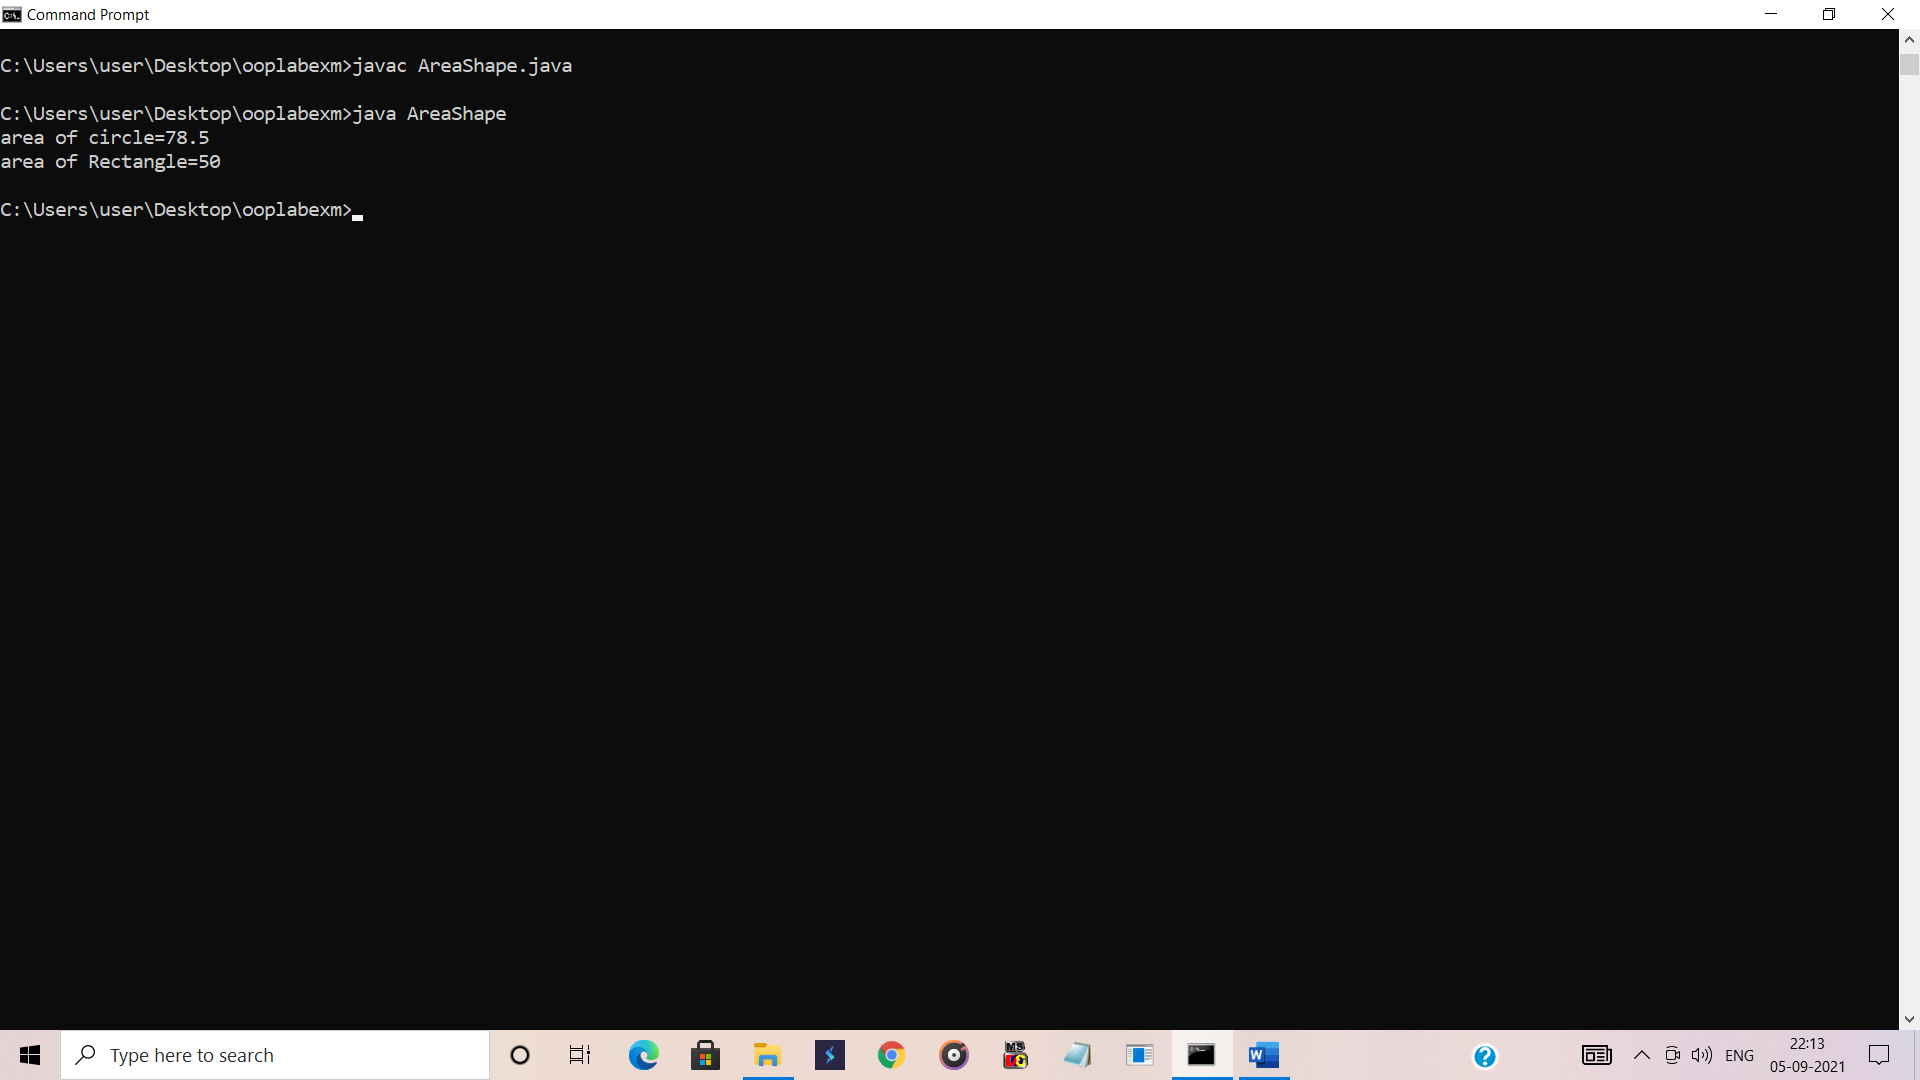 Command Prompt
C:\Users\user\Desktop\ooplabexm>javac AreaShape.java
C:\Users\user\Desktop\ooplabexm>java AreaShape
area of circle=78.5
area of Rectangle=50
C:\Users\user\Desktop\ooplabexm>
Type here to search
ENG
22:13
05-09-2021